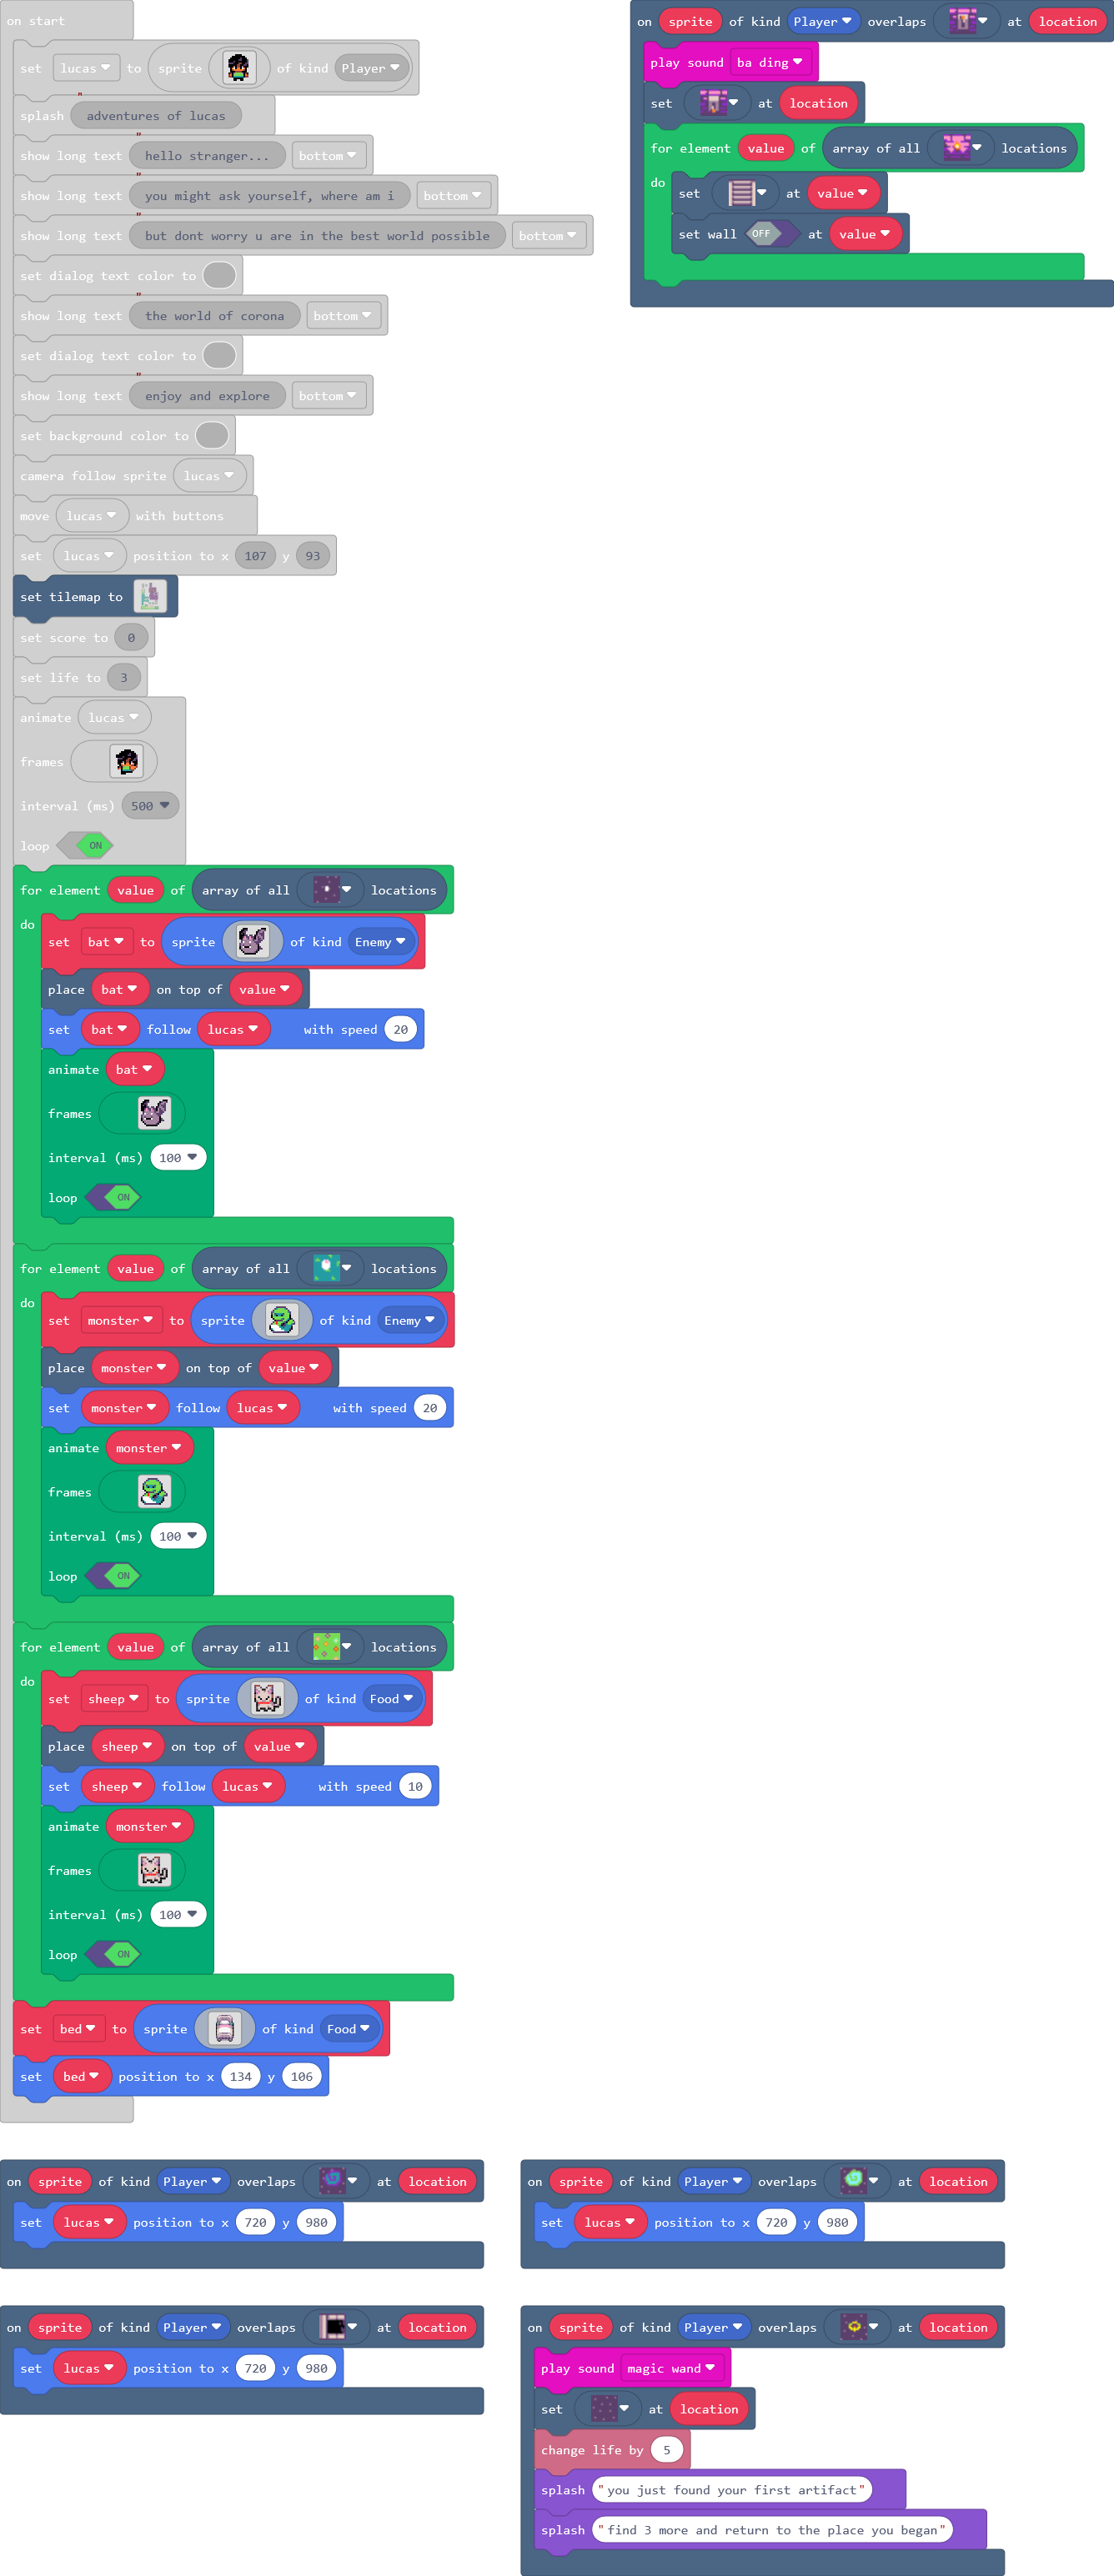 on start
set lucas to sprite of kind Player
splash adventures of lucas
show long text hello stranger... bottom
show long text you might ask yourself, where am i bottom
show long text but dont worry u are in the best world possible bottom
set dialog text color to
show long text the world of corona bottom
set dialog text color to
show long text enjoy and explore bottom
set background color to
camera follow sprite lucas
move lucas with buttons
set lucas position to x 107 y 93
set tilemap to
set score to 0
set life to 3
animate lucas
frames
interval (ms) 500
loop ON
for element value of array of all locations
do
set bat to sprite of kind Enemy
place bat on top of value
set bat follow lucas with speed 20
animate bat
frames
interval (ms) 100
loop ON
for element value of array of all locations
do
set monster to sprite of kind Enemy
place monster on top of value
set monster follow lucas with speed 20
animate monster
frames
interval (ms) 100
loop ON
for element value of array of all locations
do
set sheep to sprite of kind Food
place sheep on top of value
set sheep follow lucas with speed 10
animate monster
frames
interval (ms) 100
loop ON
set bed to sprite of kind Food
set bed position to x 134 y 106
on sprite of kind Player overlaps at location
play sound ba ding
set at location
for element value of array of all locations
do
set at value
set wall OFF at value
on sprite of kind Player overlaps at location
set lucas position to x 720 y 980
on sprite of kind Player overlaps at location
set lucas position to x 720 y 980
on sprite of kind Player overlaps at location
set lucas position to x 720 y 980
on sprite of kind Player overlaps at location
play sound magic wand
set at location
change life by 5
splash "you just found your first artifact"
splash "find 3 more and return to the place you began"